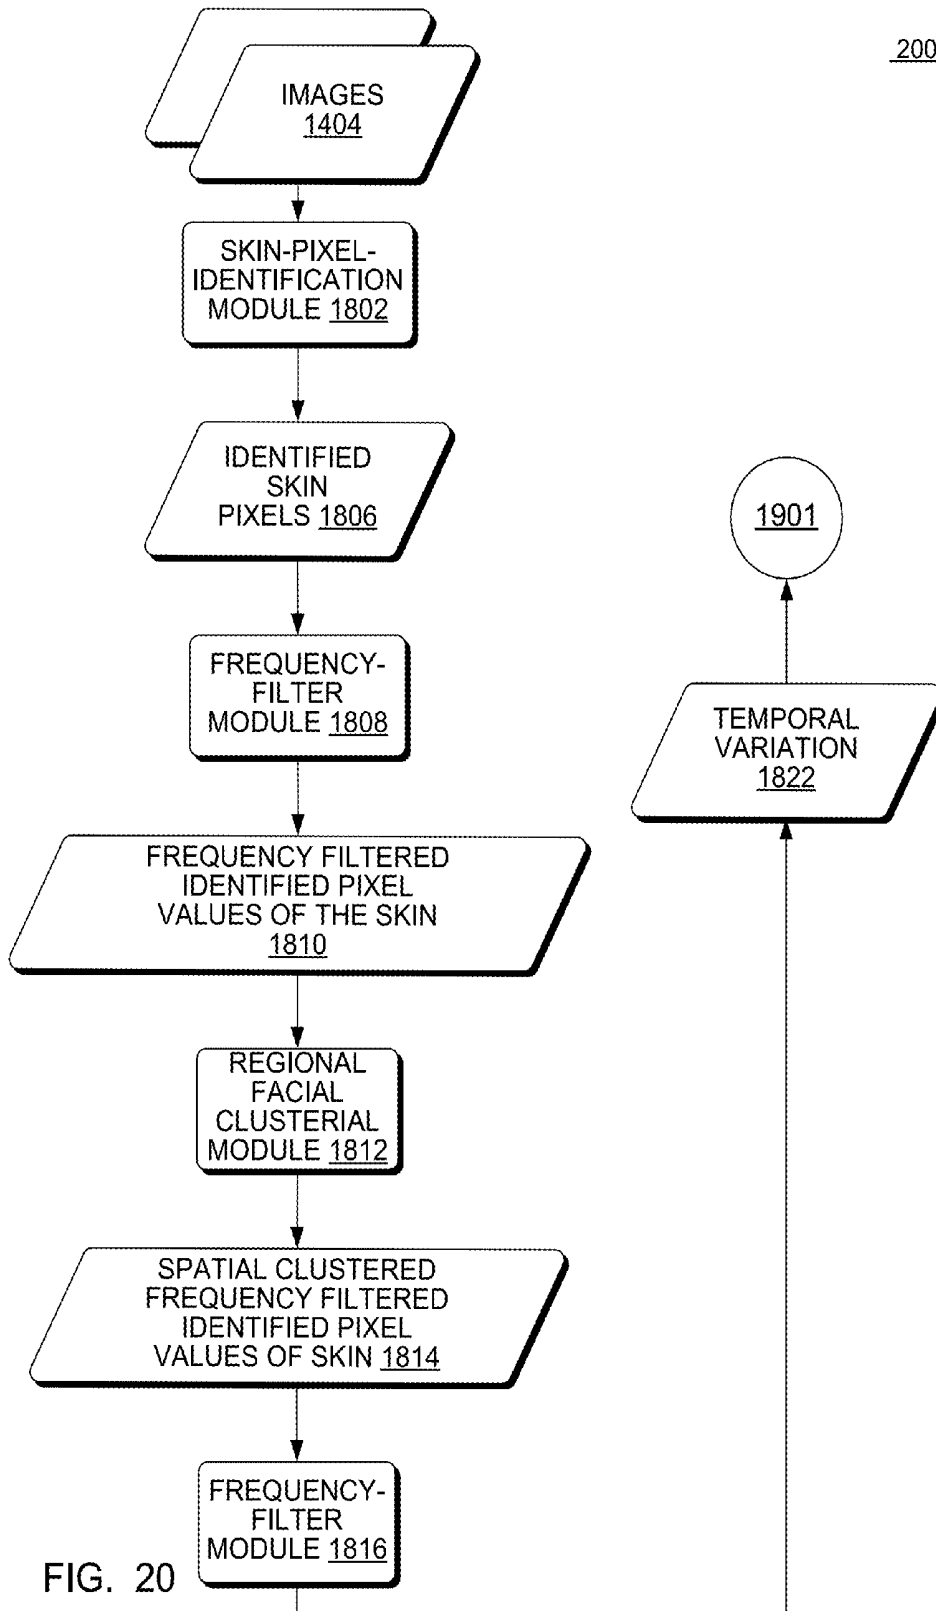 200
IMAGES
1404
SKIN-PIXEL-
IDENTIFICATION
MODULE 1802
IDENTIFIED
SKIN
PIXELS 1806
FREQUENCY-
FILTER
MODULE 1808
FREQUENCY FILTERED
IDENTIFIED PIXEL
VALUES OF THE SKIN
1810
REGIONAL
FACIAL
CLUSTERIAL
MODULE 1812
SPATIAL CLUSTERED
FREQUENCY FILTERED
IDENTIFIED PIXEL
VALUES OF SKIN 1814
FREQUENCY-
FILTER
MODULE 1816
1901
TEMPORAL
VARIATION
1822
FIG. 20